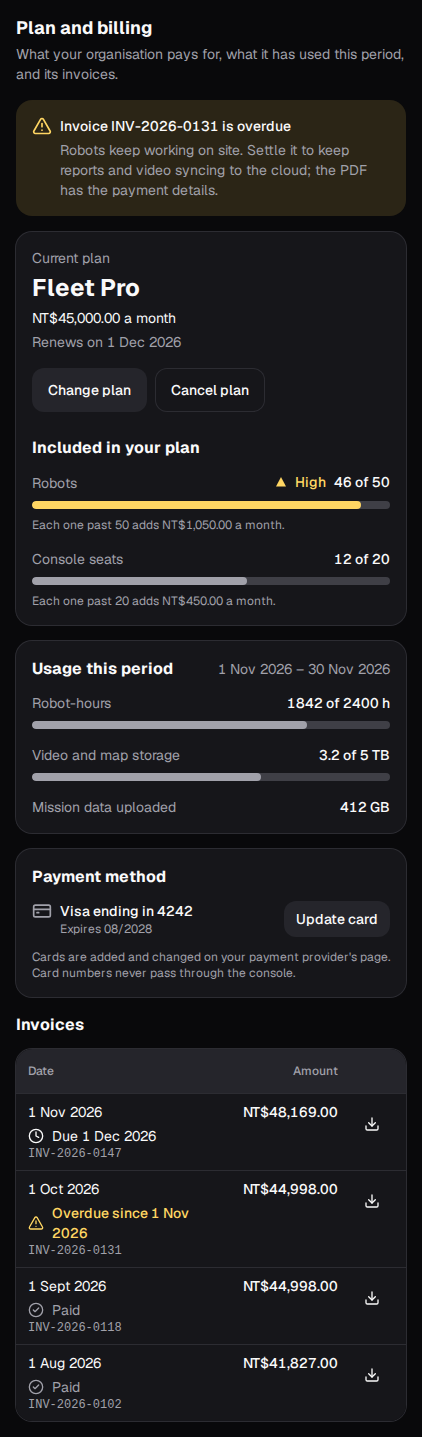 Plan and billing
What your organisation pays for, what it has used this period,
and its invoices.
Invoice INV-2026-0131 is overdue
Robots keep working on site. Settle it to keep
reports and video syncing to the cloud; the PDF
has the payment details.
Current plan
Fleet Pro
NT$45,000.00 a month
Renews on 1 Dec 2026
Change plan
Cancel plan
Included in your plan
Robots
High 46 of 50
Each one past 50 adds NT$1,050.00 a month.
Console seats
12 of 20
Each one past 20 adds NT$450.00 a month.
Usage this period
1 Nov 2026 – 30 Nov 2026
Robot-hours
1842 of 2400 h
Video and map storage
3.2 of 5 TB
Mission data uploaded
412 GB
Payment method
Visa ending in 4242
Expires 08/2028
Update card
Cards are added and changed on your payment provider's page.
Card numbers never pass through the console.
Invoices
Date
Amount
1 Nov 2026
NT$48,169.00
Due 1 Dec 2026
INV-2026-0147
1 Oct 2026
NT$44,998.00
Overdue since 1 Nov
2026
INV-2026-0131
1 Sept 2026
NT$44,998.00
Paid
INV-2026-0118
1 Aug 2026
NT$41,827.00
Paid
INV-2026-0102